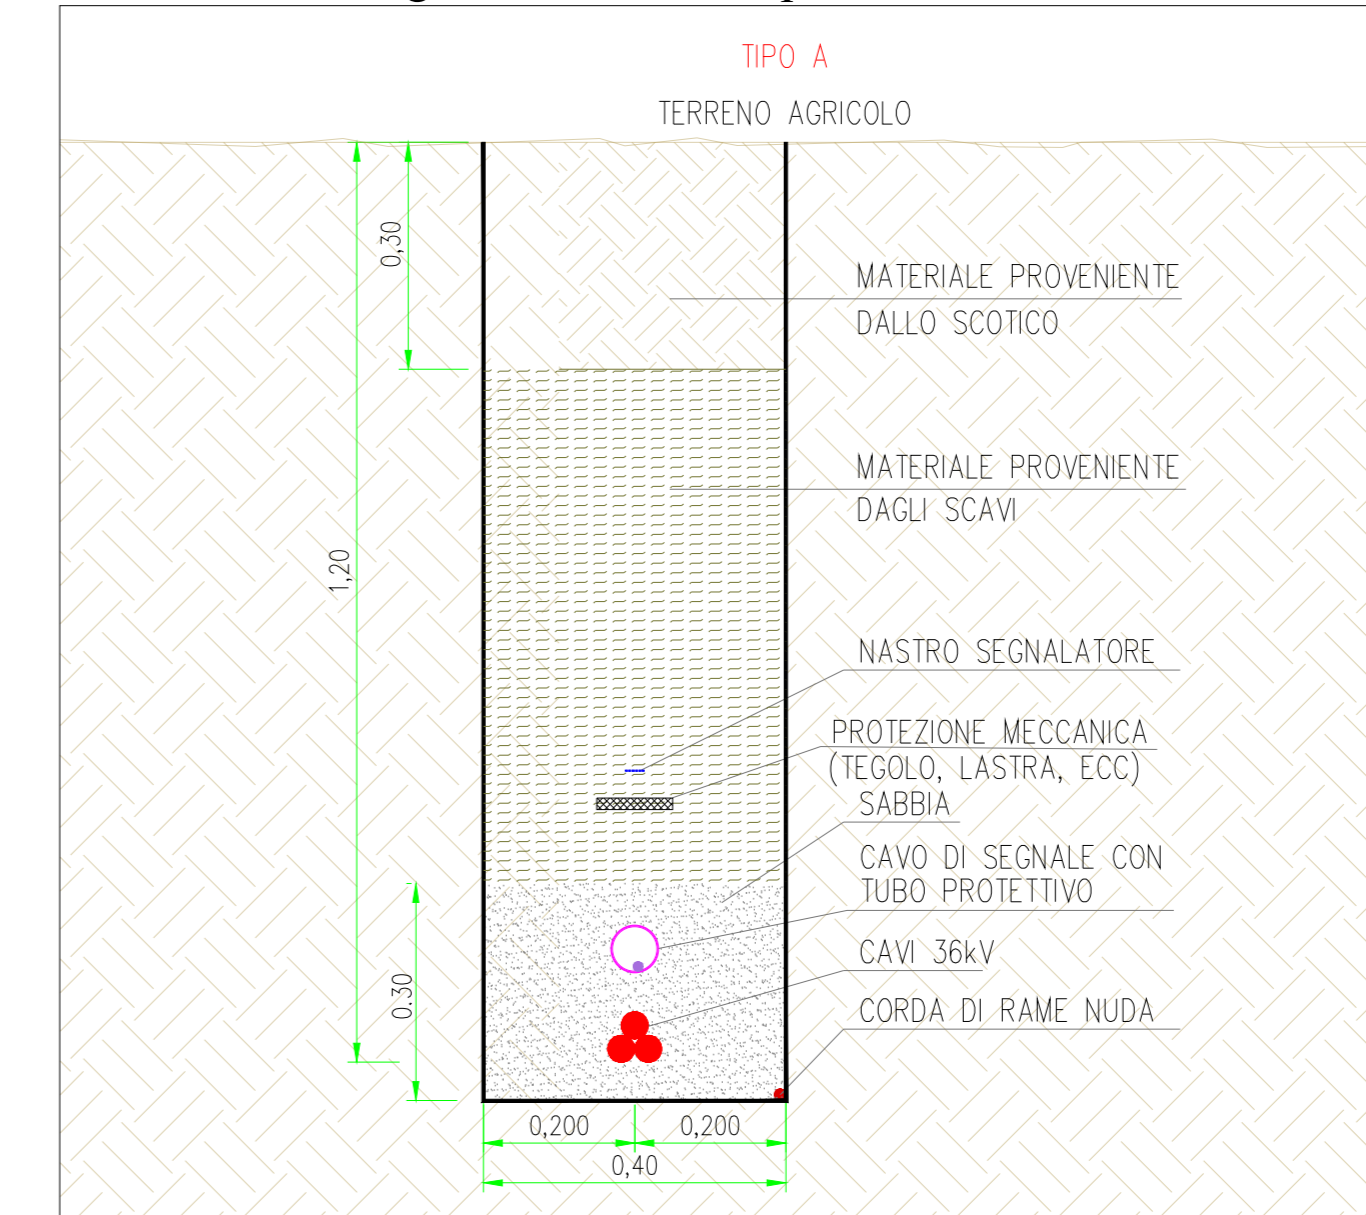 TIPO A
TERRENO AGRICOLO
0,30
MATERIALE PROVENIENTE
DALLO SCOTICO
MATERIALE PROVENIENTE
DAGLI SCAVI
1,20
NASTRO SEGNALATORE
PROTEZIONE MECCANICA
(TEGOLO, LASTRA, ECC)
SABBIA
CAVO DI SEGNALE CON
TUBO PROTETTIVO
CAVI 36kV
0.30
CORDA DI RAME NUDA
0,200
0,200
0,40